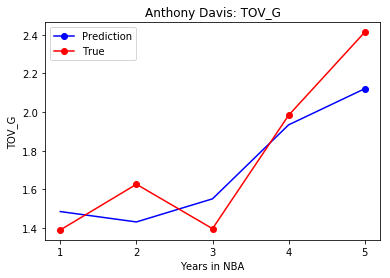 Anthony Davis: TOV_G
Prediction
True
2.4
2.2
2.0
1.8
1.6
1.4
TOV_G
1
2
3
4
5
Years in NBA